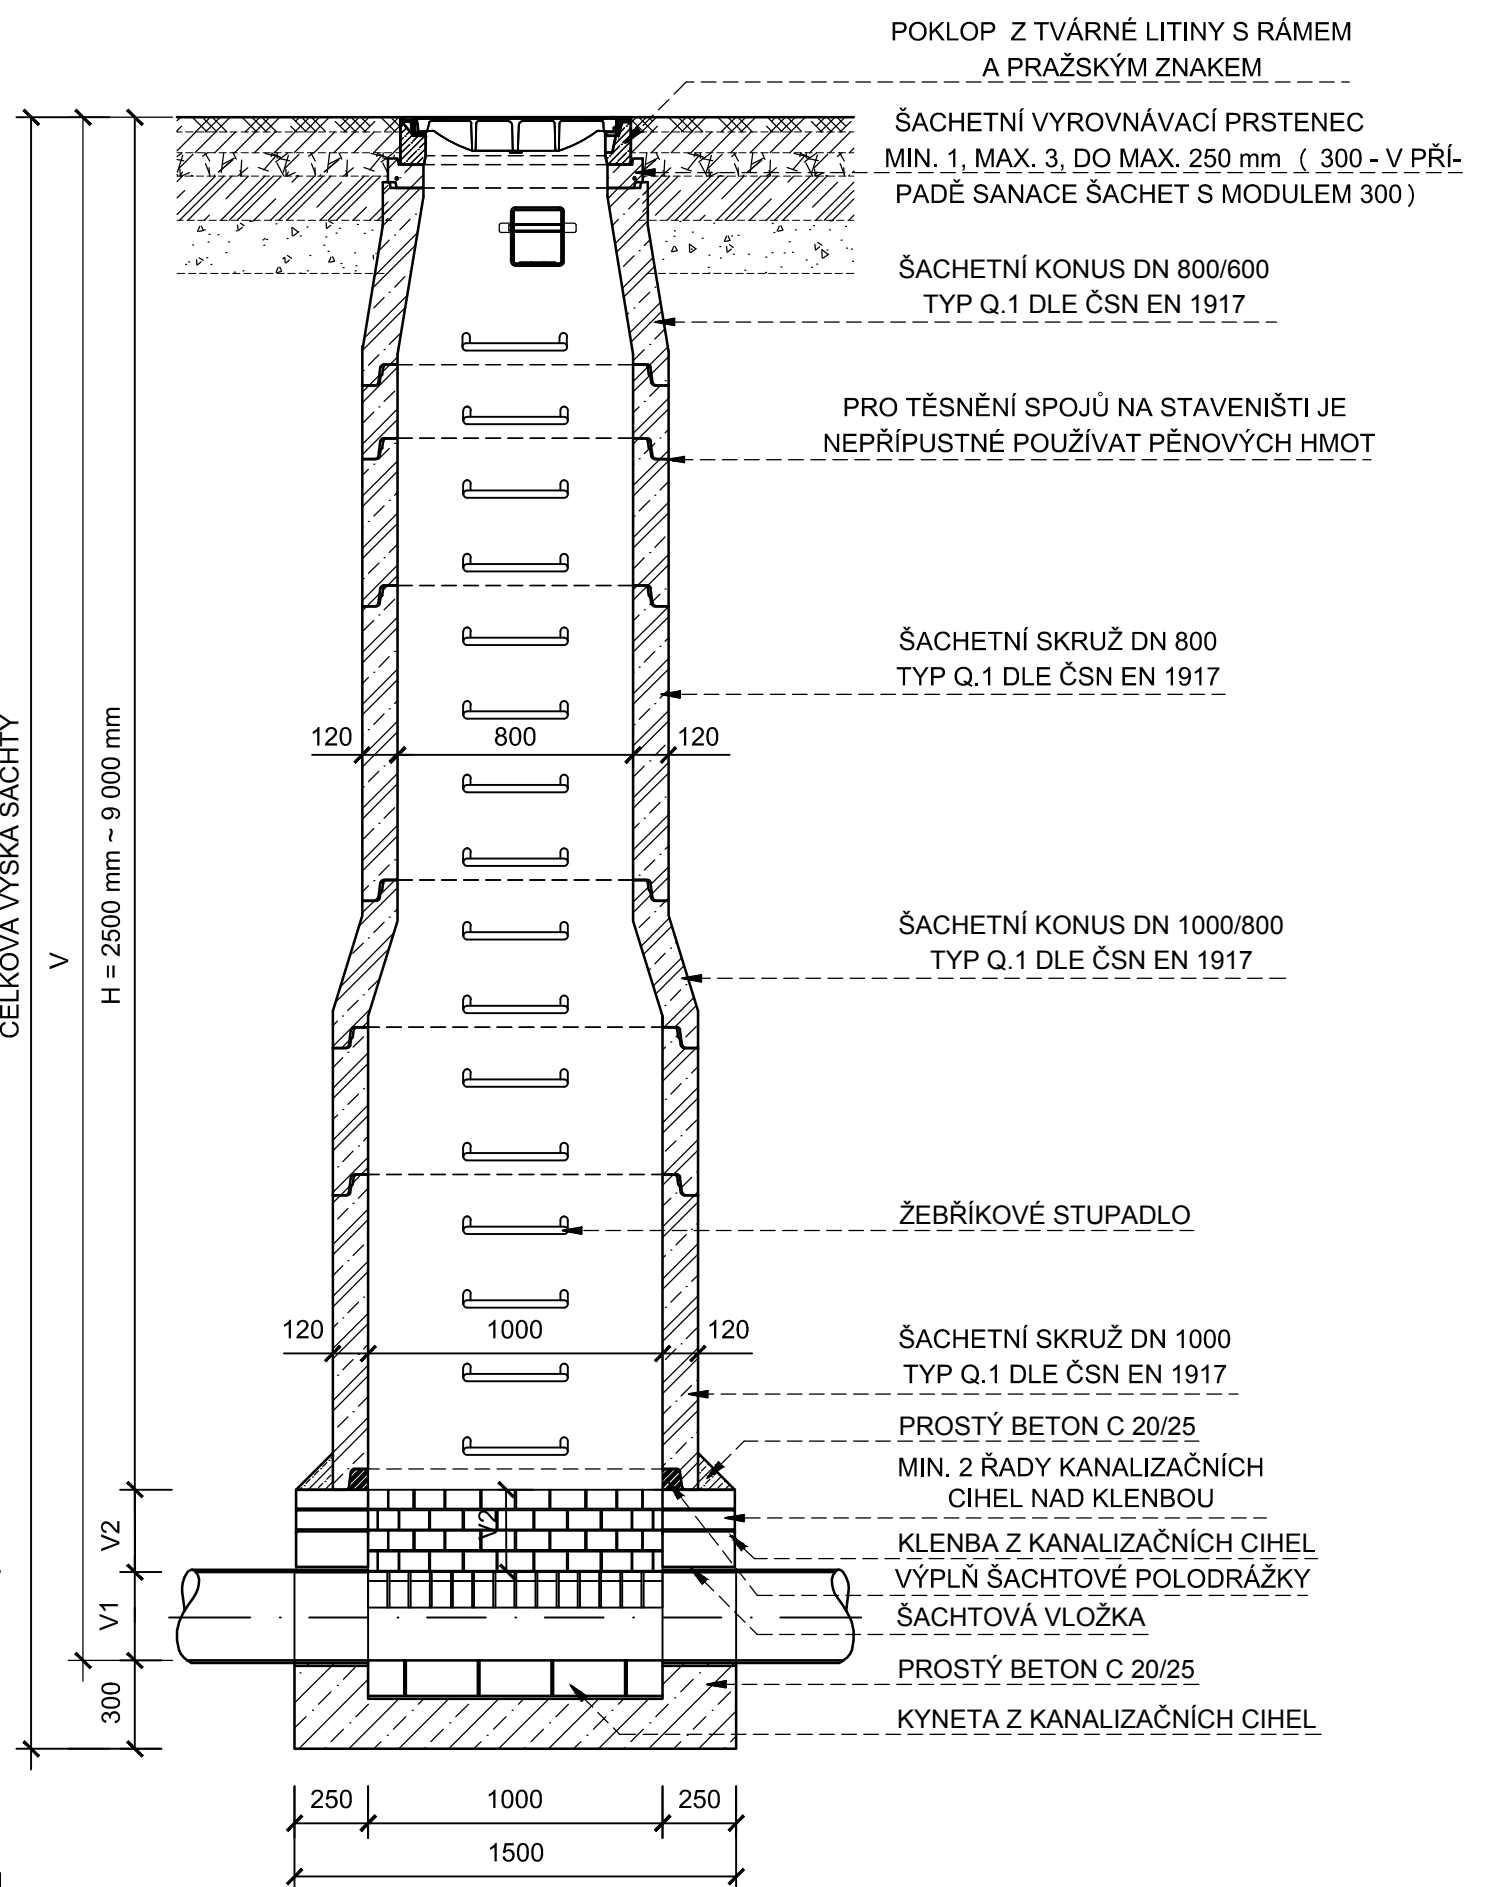 POKLOP Z TVÁRNÉ LITINY S RÁMEM
A PRAŽSKÝM ZNAKEM
ŠACHETNÍ VYROVNÁVACÍ PRSTENEC
MIN. 1, MAX. 3, DO MAX. 250 mm ( 300 - V PŘÍ-
PADĚ SANACE ŠACHET S MODULEM 300 )
ŠACHETNÍ KONUS DN 800/600
TYP Q.1 DLE ČSN EN 1917
PRO TĚSNĚNÍ SPOJŮ NA STAVENIŠTI JE
NEPŘÍPUSTNÉ POUŽÍVAT PĚNOVÝCH HMOT
ŠACHETNÍ SKRUŽ DN 800
TYP Q.1 DLE ČSN EN 1917
120 800 120
CELKOVÁ VÝŠKA ŠACHTY
V
H = 2500 mm ~ 9 000 mm
ŠACHETNÍ KONUS DN 1000/800
TYP Q.1 DLE ČSN EN 1917
ŽEBŘÍKOVÉ STUPADLO
120 1000 120
ŠACHETNÍ SKRUŽ DN 1000
TYP Q.1 DLE ČSN EN 1917
PROSTÝ BETON C 20/25
MIN. 2 ŘADY KANALIZAČNÍCH
CIHEL NAD KLENBOU
V2
V2
KLENBA Z KANALIZAČNÍCH CIHEL
VÝPLŇ ŠACHTOVÉ POLODRÁŽKY
V1
ŠACHTOVÁ VLOŽKA
PROSTÝ BETON C 20/25
300
KYNETA Z KANALIZAČNÍCH CIHEL
250 1000 250
1500